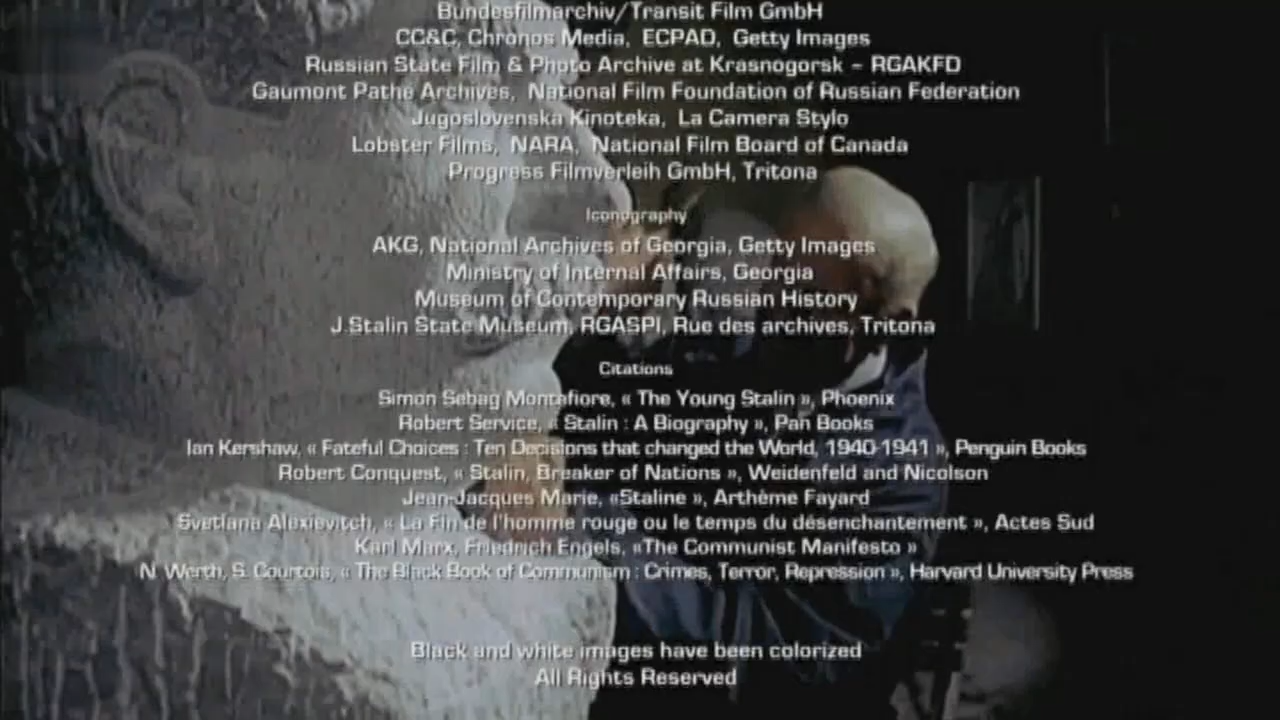 Bundesfilmarchiv/Transit Film GmbH
CC&C, Chronos Media, ECPAD, Getty Images
Russian State Film & Photo Archive at Krasnogorsk - RGAKFD
Gaumont Pathe Archives, National Film Foundation of Russian Federation
Jugoslovenska Kinoteka, La Camera Stylo
Lobster Films, NARA, National Film Board of Canada
Progress Filmverleih GmbH, Tritona
Iconography
AKG, National Archives of Georgia, Getty Images
Ministry of Internal Affairs, Georgia
Museum of Contemporary Russian History
J.Stalin State Museum, RGASPI, Rue des archives, Tritona
Citations
Simon Sebag Montafiore, « The Young Stalin », Phoenix
Robert Service, « Stalin : A Biography », Pan Books
Ian Kershaw, « Fateful Choices : Ten Decisions that changed the World, 1940-1941 », Penguin Books
Robert Conquest, « Stalin, Breaker of Nations », Weidenfeld and Nicolson
Jean-Jacques Marie, «Staline », Arthème Fayard
Svetlana Alexievitch, « La Fin de l'homme rouge ou le temps du désenchantement », Actes Sud
Karl Marx, Friedrich Engels, «The Communist Manifesto »
N. Werth, S. Courtois, « The Black Book of Communism : Crimes, Terror, Repression », Harvard University Press
Black and white images have been colorized
All Rights Reserved